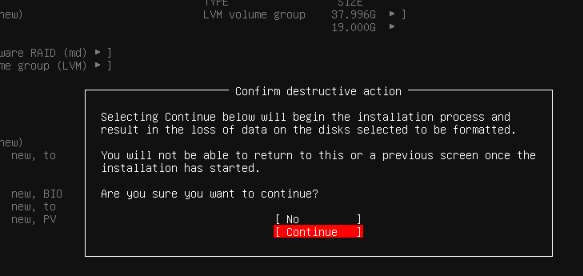 new)
TYPE SIZE
LVM volume group 37.996G ▸ ]
19.000G ▸
ware RAID (md) ▸ ]
me group (LVM) ▸ ]
Confirm destructive action
Selecting Continue below will begin the installation process and
result in the loss of data on the disks selected to be formatted.
You will not be able to return to this or a previous screen once the
installation has started.
Are you sure you want to continue?
[ No ]
[ Continue ]
new)
new, to
new, BIO
new, to
new, PV